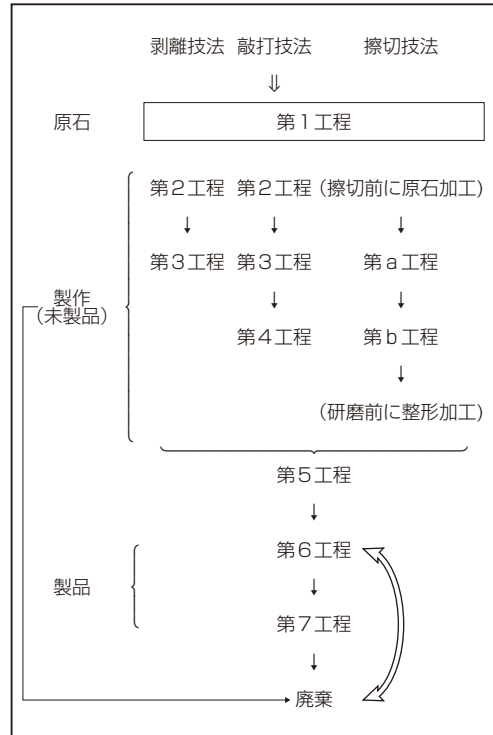 剥離技法 敲打技法 擦切技法
⇓
原石 第1工程
第2工程 第2工程 (擦切前に原石加工)
↓ ↓ ↓
第3工程 第3工程 第a工程
製作
(未製品)
↓ ↓
第4工程 第b工程
↓
(研磨前に整形加工)
第5工程
↓
第6工程
製品
↓
第7工程
↓
廃棄